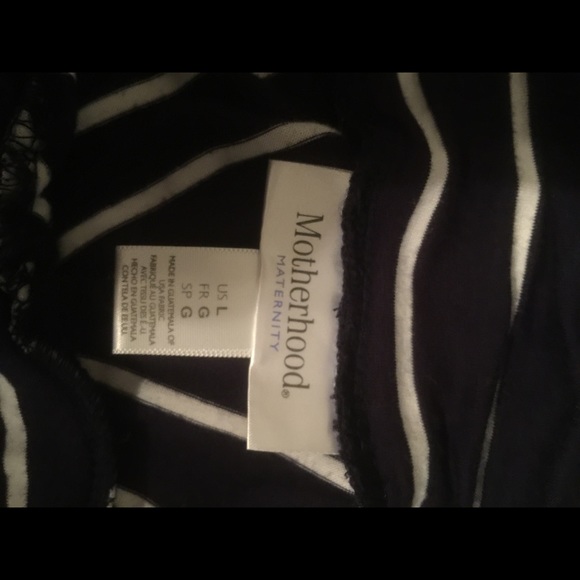 Motherhood®
MATERNITY
US L
FR G
SP G
MADE IN GUATEMALA OF
USA FABRIC
FABRIQUÉ AU GUATEMALA
AVEC TISSU DES É.-U.
HECHO EN GUATEMALA
CON TELA DE EE.UU.